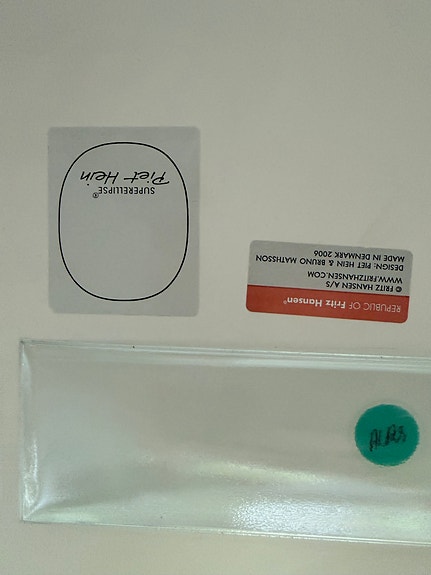 SUPERELLIPSE®
Piet Hein
REPUBLIC OF Fritz Hansen®
© FRITZ HANSEN A/S
WWW.FRITZHANSEN.COM
DESIGN: PIET HEIN & BRUNO MATHSSON
MADE IN DENMARK 2006